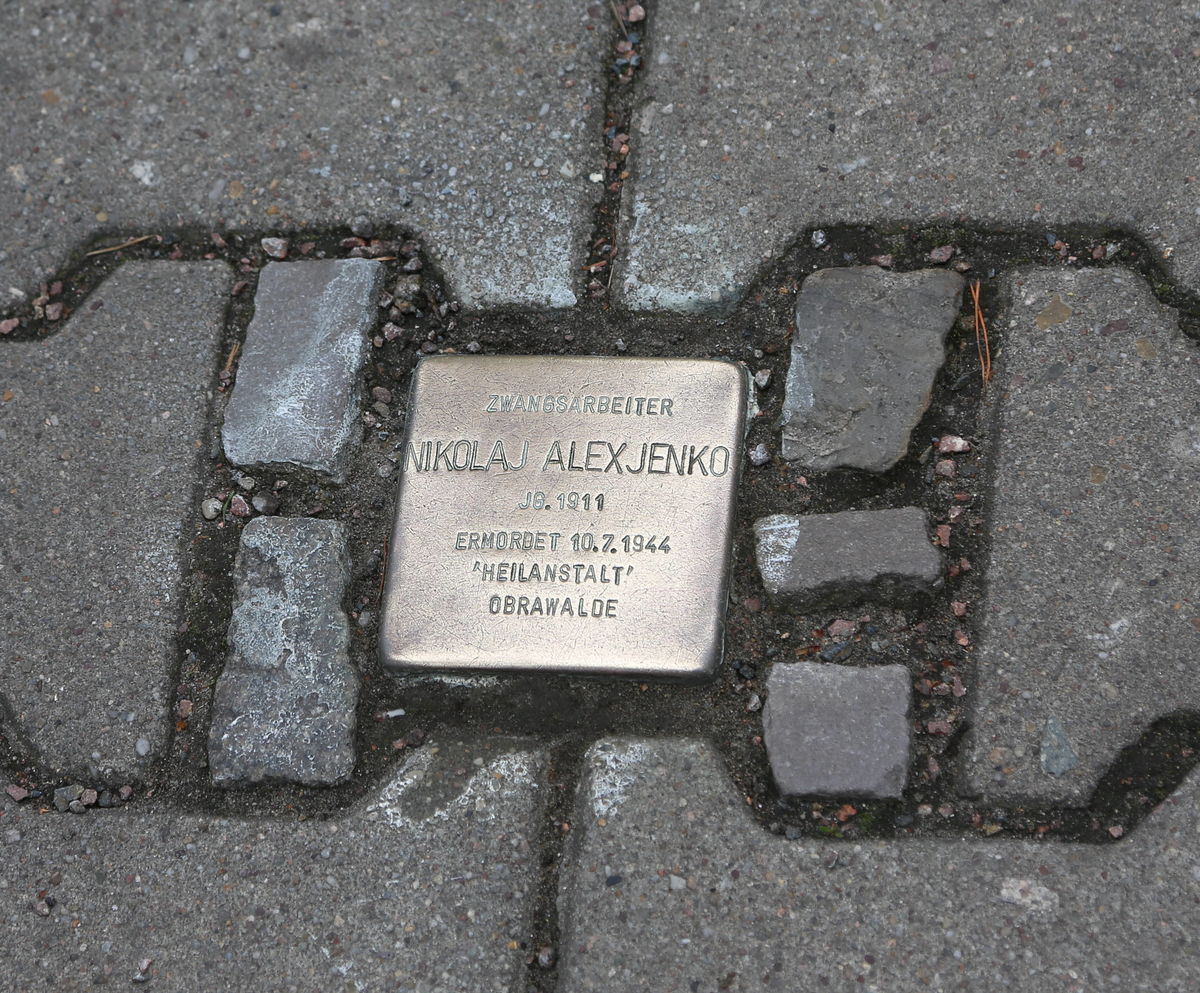 ZWANGSARBEITER
NIKOLAJ ALEXJENKO
JG. 1911
ERMORDET 10.7.1944
'HEILANSTALT'
OBRAWALDE